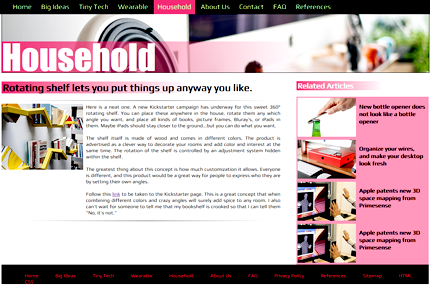 Home Big Ideas Tiny Tech Wearable Household About Us Contact FAQ References
Household
Rotating shelf lets you put things up anyway you like.
Here is a neat one. A new Kickstarter campaign has underway for this sweet 360°
rotating shelf. You can place these anywhere in the house, rotate them any which
angle you want, and place all kinds of books, picture frames, Bluray's, or iPads in
them. Maybe iPads should stay closer to the ground...but you can do what you want.
The shelf itself is made of wood and comes in different colors. The product is
advertised as a clever way to decorate your rooms and add color and interest at the
same time. The rotation of the shelf is controlled by an adjustment system hidden
within the shelf.
The greatest thing about this concept is how much customization it allows. Everyone
is different, and this product would be a great way for people to express who they are
by setting their own angles.
Follow this link to be taken to the Kickstarter page. This is a great concept that when
combining different colors and crazy angles will surely add spice to any room. I also
can't wait for someone to tell me that my bookshelf is crooked so that I can tell them
"No, it's not."
Related Articles
New bottle opener does
not look like a bottle
opener
Organize your wires,
and make your desktop
look fresh
Apple patents new 3D
space mapping from
Primesense
Apple patents new 3D
space mapping from
Primesense
Home Big Ideas Tiny Tech Wearable Household About Us FAQ Privacy Policy References Sitemap HTML
CSS